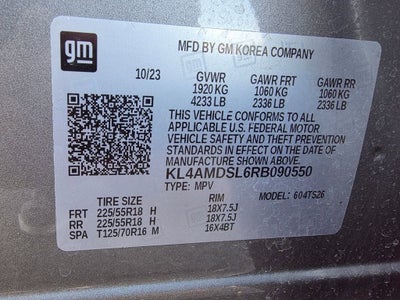 gm
MFD BY GM KOREA COMPANY
10/23 GVWR GAWR FRT GAWR RR
1920 KG 1060 KG 1060 KG
4233 LB 2336 LB 2336 LB
THIS VEHICLE CONFORMS TO ALL
APPLICABLE U.S. FEDERAL MOTOR
VEHICLE SAFETY AND THEFT PREVENTION
STANDARDS IN EFFECT ON THE DATE OF
MANUFACTURE SHOWN ABOVE.
KL4AMDSL6RB090550
TYPE: MPV
TIRE SIZE RIM MODEL: 604TS26
FRT 225/55R18 H 18X7.5J
RR 225/55R18 H 18X7.5J
SPA T125/70R16 M 16X4BT